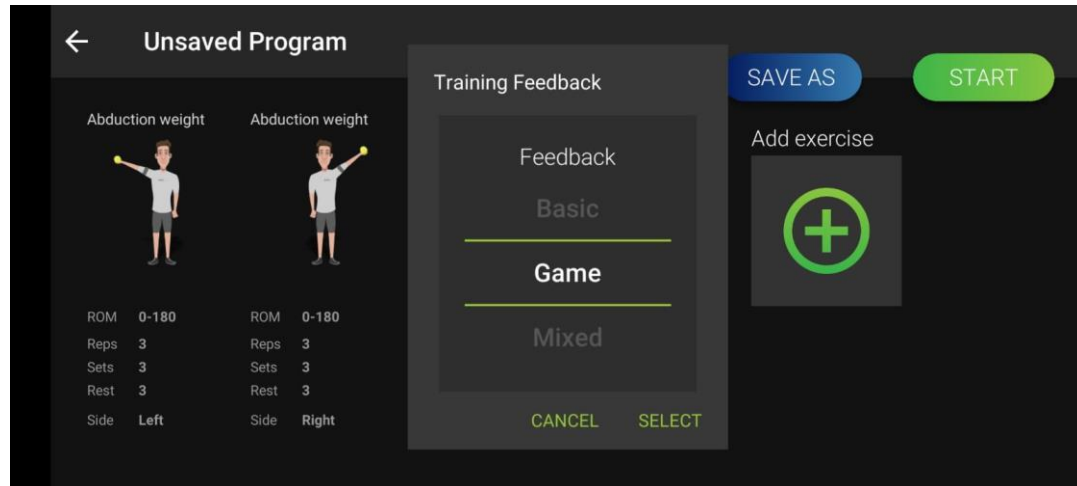 Unsaved Program
SAVE AS
START
Abduction weight
ROM 0-180
Reps 3
Sets 3
Rest 3
Side Left
Abduction weight
ROM 0-180
Reps 3
Sets 3
Rest 3
Side Right
Training Feedback
Feedback
Basic
Game
Mixed
CANCEL SELECT
Add exercise